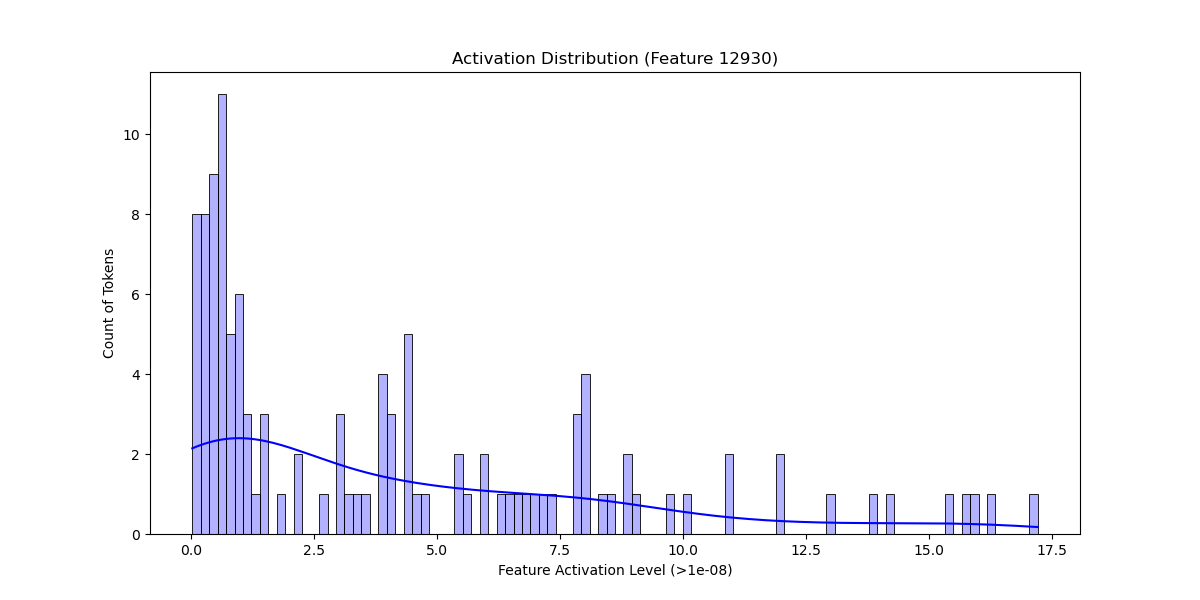 Activation Distribution (Feature 12930)
10
8
6
4
2
0
Count of Tokens
0.0 2.5 5.0 7.5 10.0 12.5 15.0 17.5
Feature Activation Level (>1e-08)